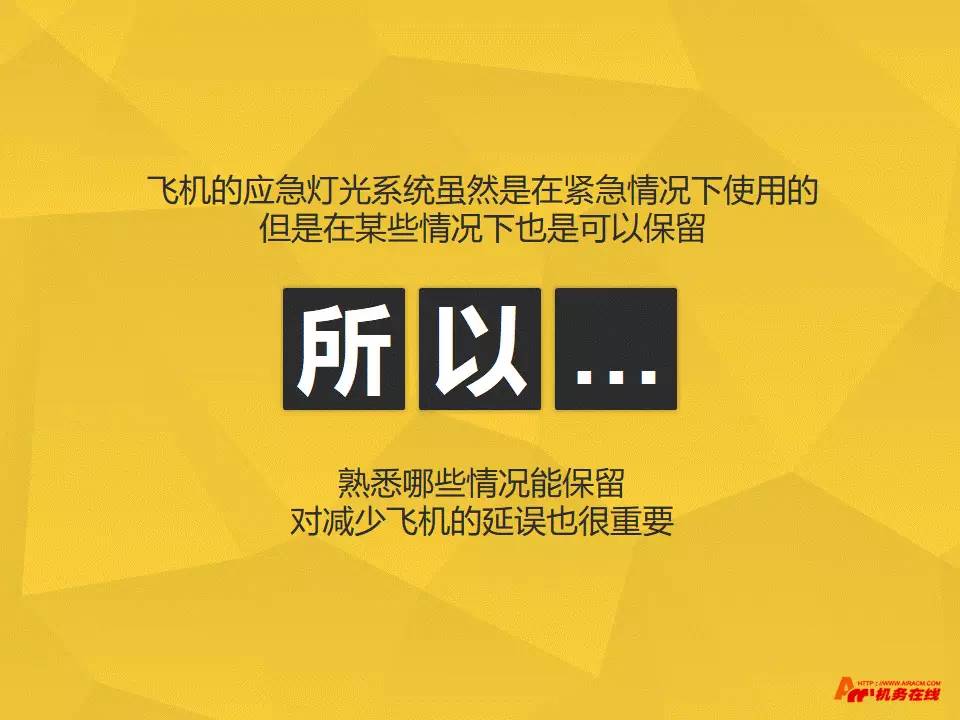 飞机的应急灯光系统虽然是在紧急情况下使用的
但是在某些情况下也是可以保留
所以...
熟悉哪些情况能保留
对减少飞机的延误也很重要
HTTP://WWW.AIRACM.COM
机务在线